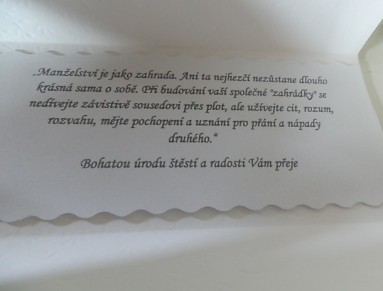 „Manželství je jako zahrada. Ani ta nejhezčí nezůstane dlouho
krásná sama o sobě. Při budování vaší společné "zahrádky" se
nedívejte závistivě sousedovi přes plot, ale užívejte cit, rozum,
rozvahu, mějte pochopení a uznání pro přání a nápady
druhého.“
Bohatou úrodu štěstí a radosti Vám přeje